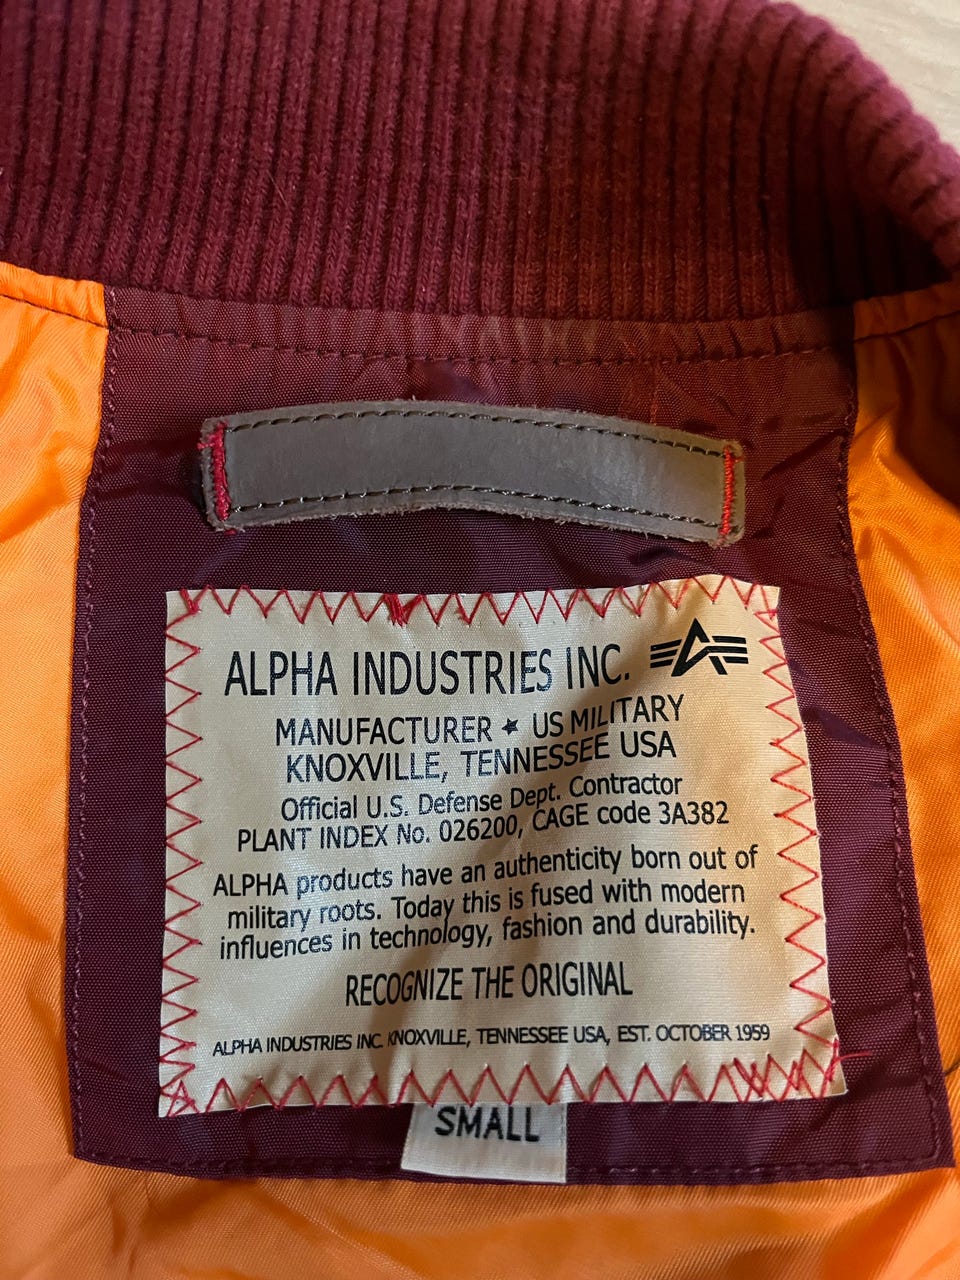 ALPHA INDUSTRIES INC.
MANUFACTURER ★ US MILITARY
KNOXVILLE, TENNESSEE USA
Official U.S. Defense Dept. Contractor
PLANT INDEX No. 026200, CAGE code 3A382
ALPHA products have an authenticity born out of
military roots. Today this is fused with modern
influences in technology, fashion and durability.
RECOGNIZE THE ORIGINAL
ALPHA INDUSTRIES INC. KNOXVILLE, TENNESSEE USA, EST. OCTOBER 1959
SMALL